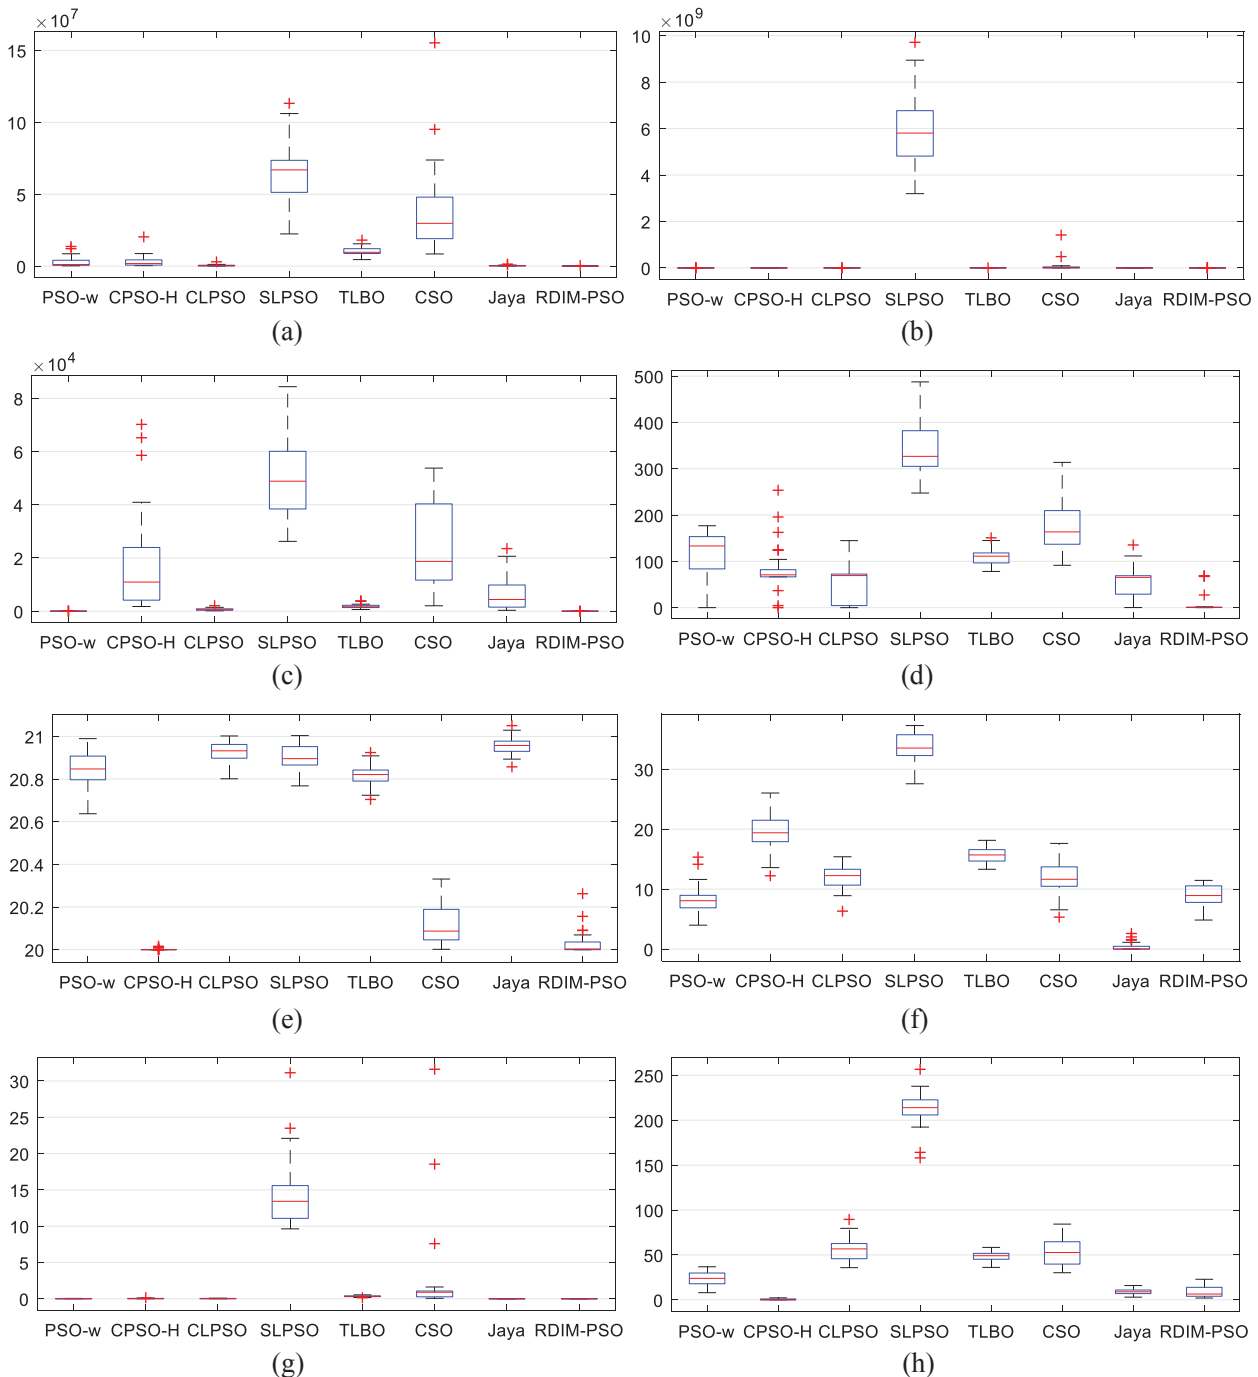 ×10^7
15
10
5
0
PSO-w CPSO-H CLPSO SLPSO TLBO CSO Jaya RDIM-PSO
(a)
×10^9
10
8
6
4
2
0
PSO-w CPSO-H CLPSO SLPSO TLBO CSO Jaya RDIM-PSO
(b)
×10^4
8
6
4
2
0
PSO-w CPSO-H CLPSO SLPSO TLBO CSO Jaya RDIM-PSO
(c)
500
400
300
200
100
0
PSO-w CPSO-H CLPSO SLPSO TLBO CSO Jaya RDIM-PSO
(d)
21
20.8
20.6
20.4
20.2
20
PSO-w CPSO-H CLPSO SLPSO TLBO CSO Jaya RDIM-PSO
(e)
30
20
10
0
PSO-w CPSO-H CLPSO SLPSO TLBO CSO Jaya RDIM-PSO
(f)
30
25
20
15
10
5
0
PSO-w CPSO-H CLPSO SLPSO TLBO CSO Jaya RDIM-PSO
(g)
250
200
150
100
50
0
PSO-w CPSO-H CLPSO SLPSO TLBO CSO Jaya RDIM-PSO
(h)